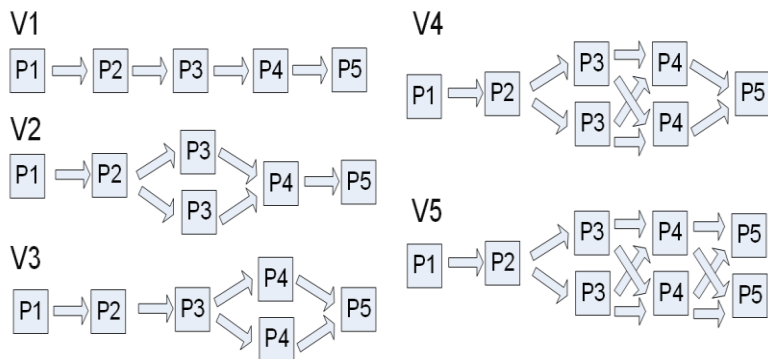 V1
P1 P2 P3 P4 P5
V2
P3
P1 P2 P4 P5
P3
V3
P4
P1 P2 P3 P5
P4
V4
P3 P4
P1 P2 P5
P3 P4
V5
P3 P4 P5
P1 P2
P3 P4 P5